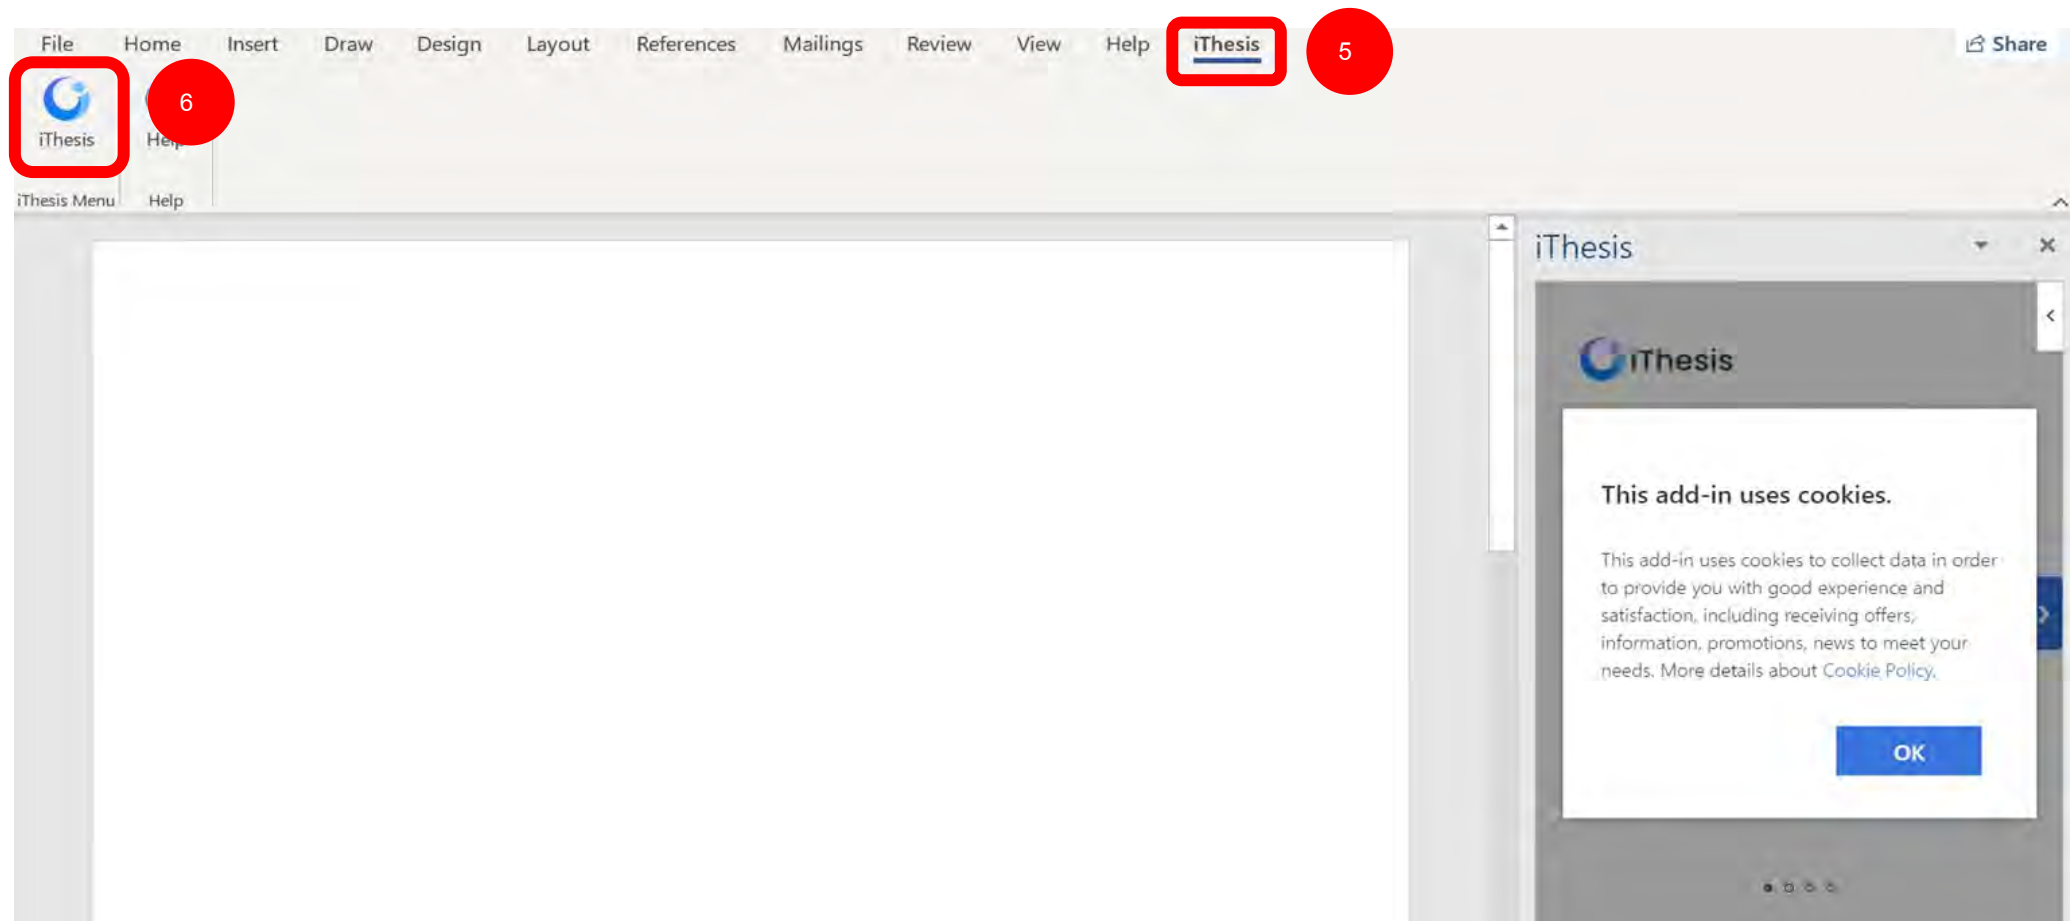 File Home Insert Draw Design Layout References Mailings Review View Help iThesis 5 Share
6
iThesis Help
iThesis Menu Help
iThesis
iThesis
This add-in uses cookies.
This add-in uses cookies to collect data in order
to provide you with good experience and
satisfaction, including receiving offers,
information, promotions, news to meet your
needs. More details about Cookie Policy.
OK